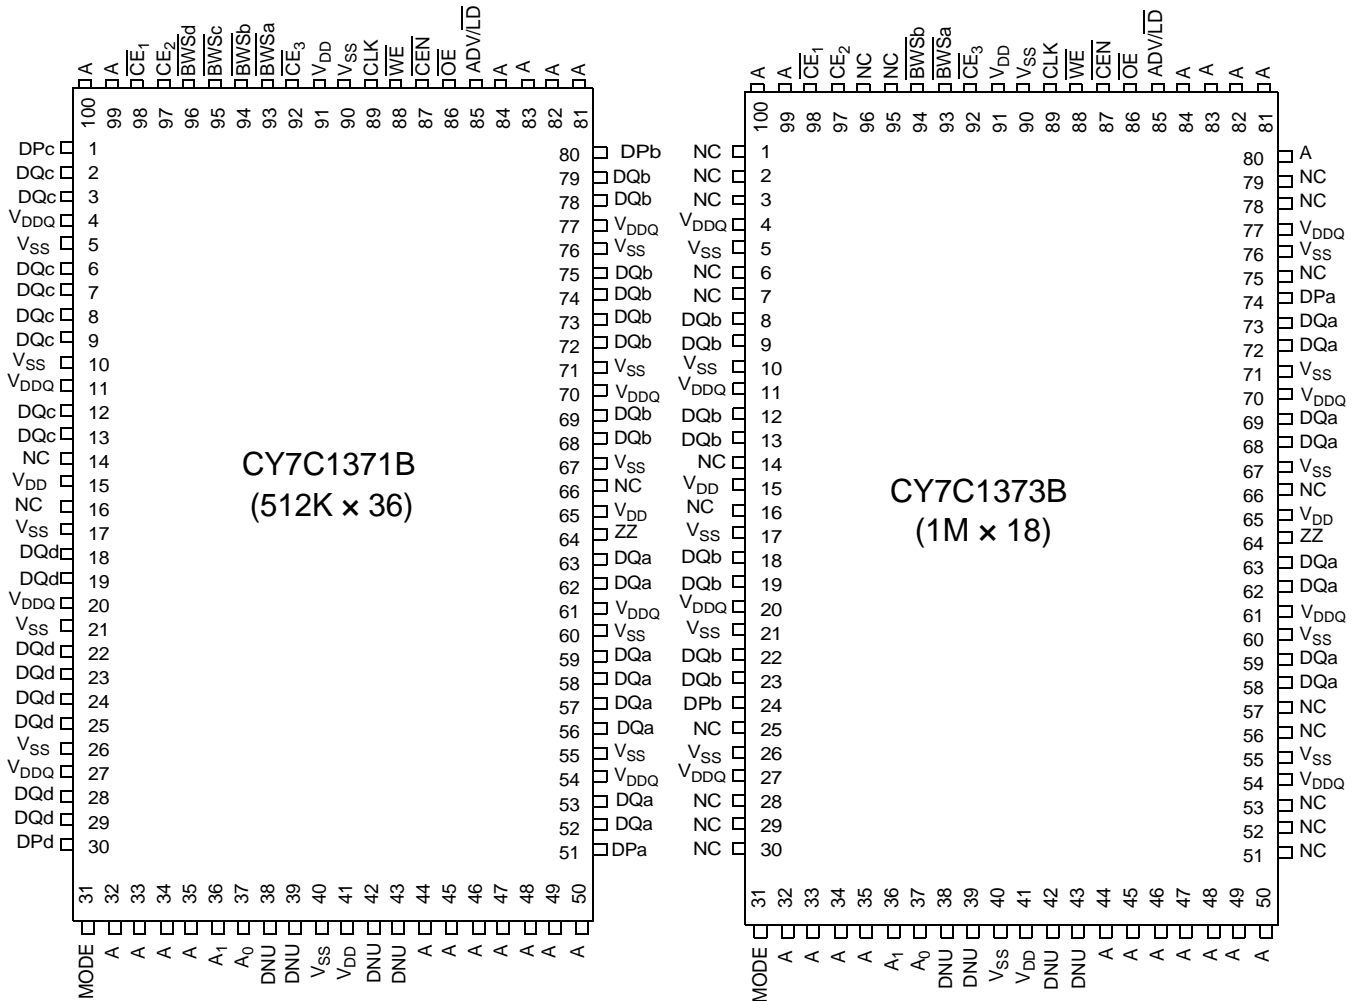 A A CE1 CE2 BWSd BWSc BWSb BWSa CE3 VDD VSS CLK WE CEN OE ADV/LD A A A A
100 99 98 97 96 95 94 93 92 91 90 89 88 87 86 85 84 83 82 81
DPc 1 80 DPb
DQc 2 79 DQb
DQc 3 78 DQb
VDDQ 4 77 VDDQ
VSS 5 76 VSS
DQc 6 75 DQb
DQc 7 74 DQb
DQc 8 73 DQb
DQc 9 72 DQb
VSS 10 71 VSS
VDDQ 11 70 VDDQ
DQc 12 69 DQb
DQc 13 68 DQb
NC 14 67 VSS
VDD 15 66 NC
NC 16 65 VDD
VSS 17 64 ZZ
DQd 18 63 DQa
DQd 19 62 DQa
VDDQ 20 61 VDDQ
VSS 21 60 VSS
DQd 22 59 DQa
DQd 23 58 DQa
DQd 24 57 DQa
DQd 25 56 DQa
VSS 26 55 VSS
VDDQ 27 54 VDDQ
DQd 28 53 DQa
DQd 29 52 DQa
DPd 30 51 DPa
CY7C1371B
(512K × 36)
31 32 33 34 35 36 37 38 39 40 41 42 43 44 45 46 47 48 49 50
MODE A A A A A1 A0 DNU DNU VSS VDD DNU DNU A A A A A A A
A A CE1 CE2 NC NC BWSb BWSa CE3 VDD VSS CLK WE CEN OE ADV/LD A A A A
100 99 98 97 96 95 94 93 92 91 90 89 88 87 86 85 84 83 82 81
NC 1 80 A
NC 2 79 NC
NC 3 78 NC
VDDQ 4 77 VDDQ
VSS 5 76 VSS
NC 6 75 NC
NC 7 74 DPa
DQb 8 73 DQa
DQb 9 72 DQa
VSS 10 71 VSS
VDDQ 11 70 VDDQ
DQb 12 69 DQa
DQb 13 68 DQa
NC 14 67 VSS
VDD 15 66 NC
NC 16 65 VDD
VSS 17 64 ZZ
DQb 18 63 DQa
DQb 19 62 DQa
VDDQ 20 61 VDDQ
VSS 21 60 VSS
DQb 22 59 DQa
DQb 23 58 DQa
DPb 24 57 NC
NC 25 56 NC
VSS 26 55 VSS
VDDQ 27 54 VDDQ
NC 28 53 NC
NC 29 52 NC
NC 30 51 NC
CY7C1373B
(1M × 18)
31 32 33 34 35 36 37 38 39 40 41 42 43 44 45 46 47 48 49 50
MODE A A A A A1 A0 DNU DNU VSS VDD DNU DNU A A A A A A A